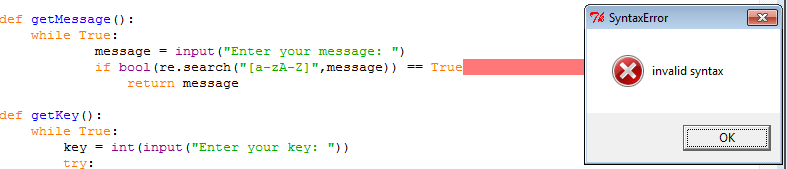 def getMessage():
    while True:
            message = input("Enter your message: ")
            if bool(re.search("[a-zA-Z]",message)) == True
                return message

def getKey():
    while True:
        key = int(input("Enter your key: "))
        try:
SyntaxError
invalid syntax
OK